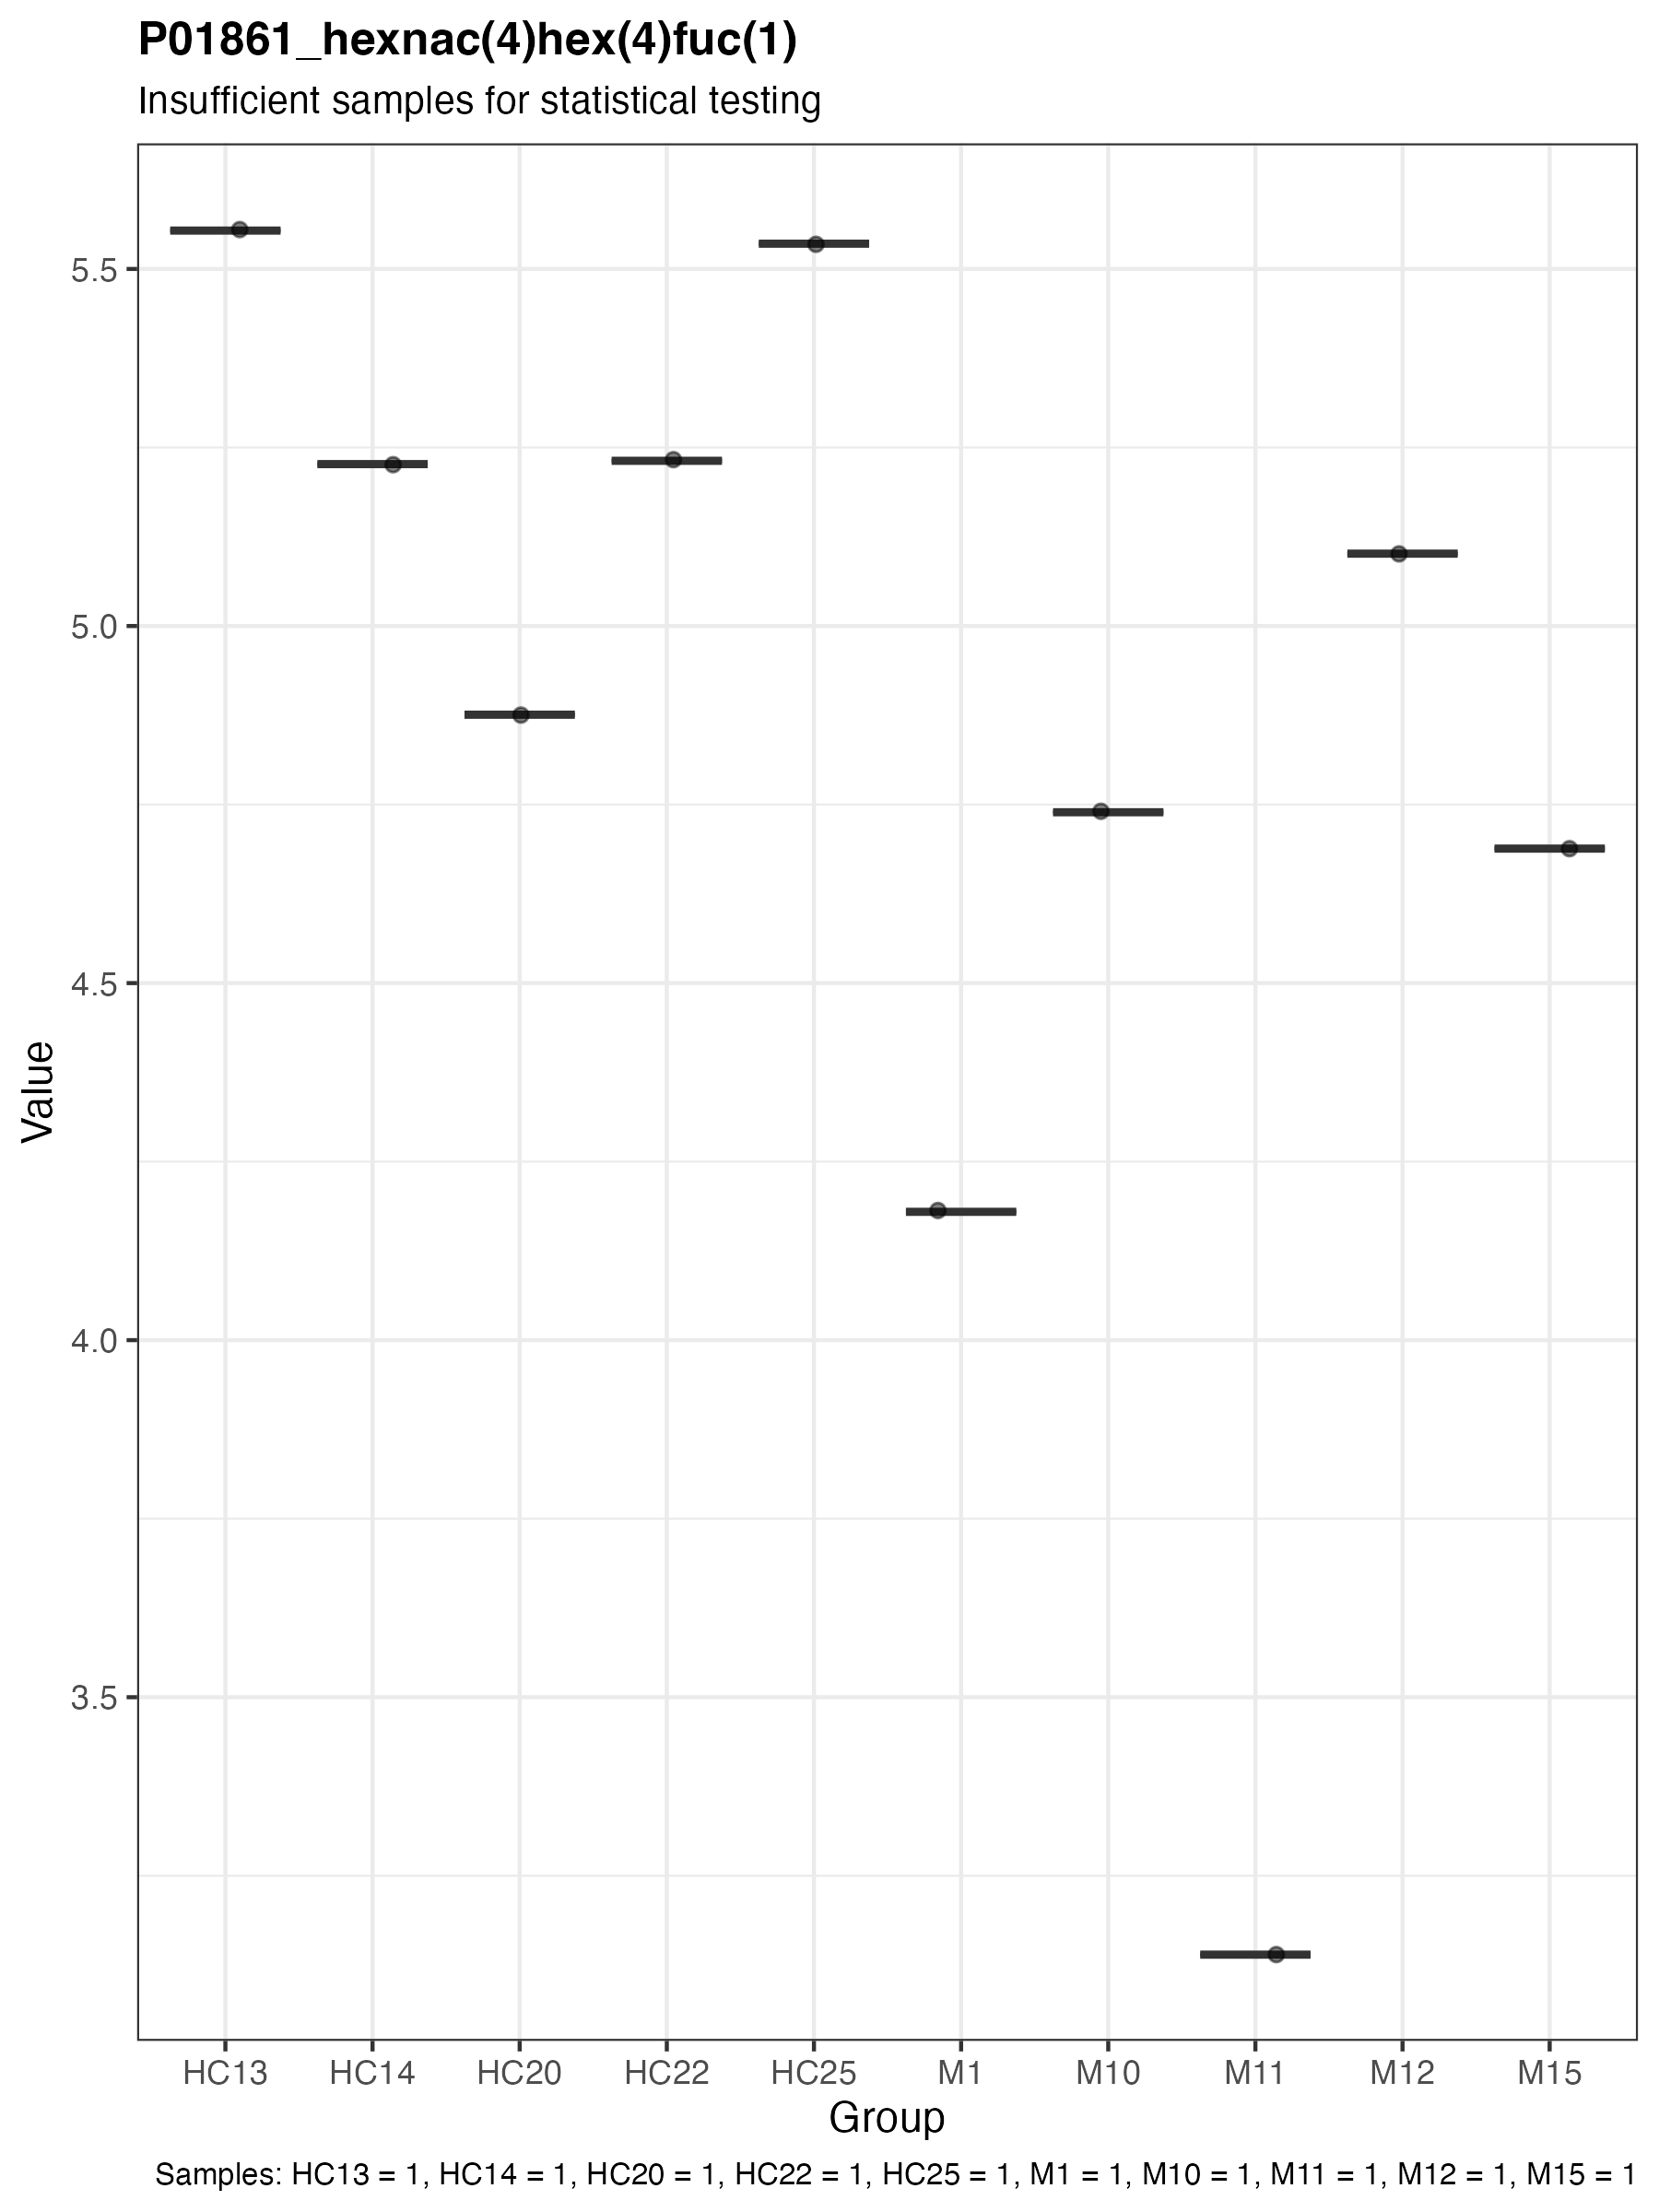 P01861_hexnac(4)hex(4)fuc(1)
Insufficient samples for statistical testing
Value
5.5
5.0
4.5
4.0
3.5
HC13 HC14 HC20 HC22 HC25 M1 M10 M11 M12 M15
Group
Samples: HC13 = 1, HC14 = 1, HC20 = 1, HC22 = 1, HC25 = 1, M1 = 1, M10 = 1, M11 = 1, M12 = 1, M15 = 1